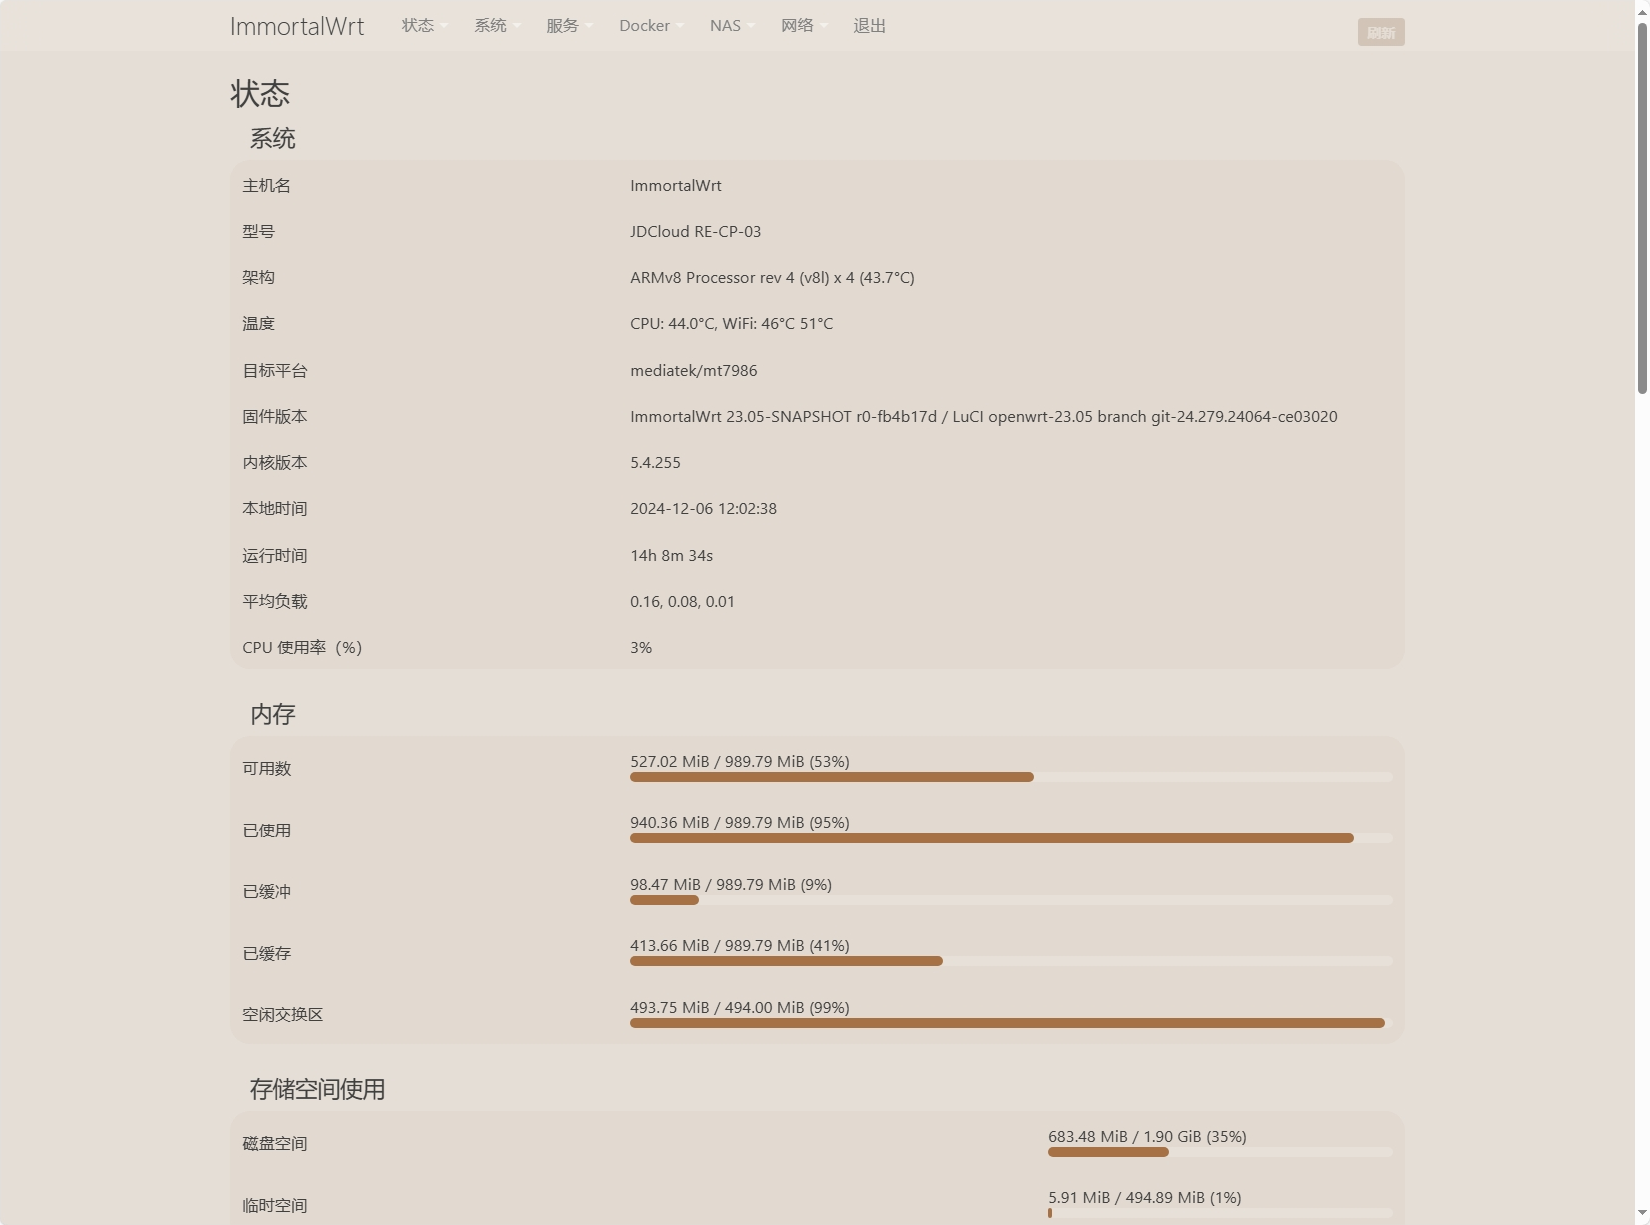 ImmortalWrt 状态 系统 服务 Docker NAS 网络 退出 刷新
状态
系统
主机名 ImmortalWrt
型号 JDCloud RE-CP-03
架构 ARMv8 Processor rev 4 (v8l) x 4 (43.7°C)
温度 CPU: 44.0°C, WiFi: 46°C 51°C
目标平台 mediatek/mt7986
固件版本 ImmortalWrt 23.05-SNAPSHOT r0-fb4b17d / LuCI openwrt-23.05 branch git-24.279.24064-ce03020
内核版本 5.4.255
本地时间 2024-12-06 12:02:38
运行时间 14h 8m 34s
平均负载 0.16, 0.08, 0.01
CPU 使用率（%） 3%
内存
可用数 527.02 MiB / 989.79 MiB (53%)
已使用 940.36 MiB / 989.79 MiB (95%)
已缓冲 98.47 MiB / 989.79 MiB (9%)
已缓存 413.66 MiB / 989.79 MiB (41%)
空闲交换区 493.75 MiB / 494.00 MiB (99%)
存储空间使用
磁盘空间 683.48 MiB / 1.90 GiB (35%)
临时空间 5.91 MiB / 494.89 MiB (1%)